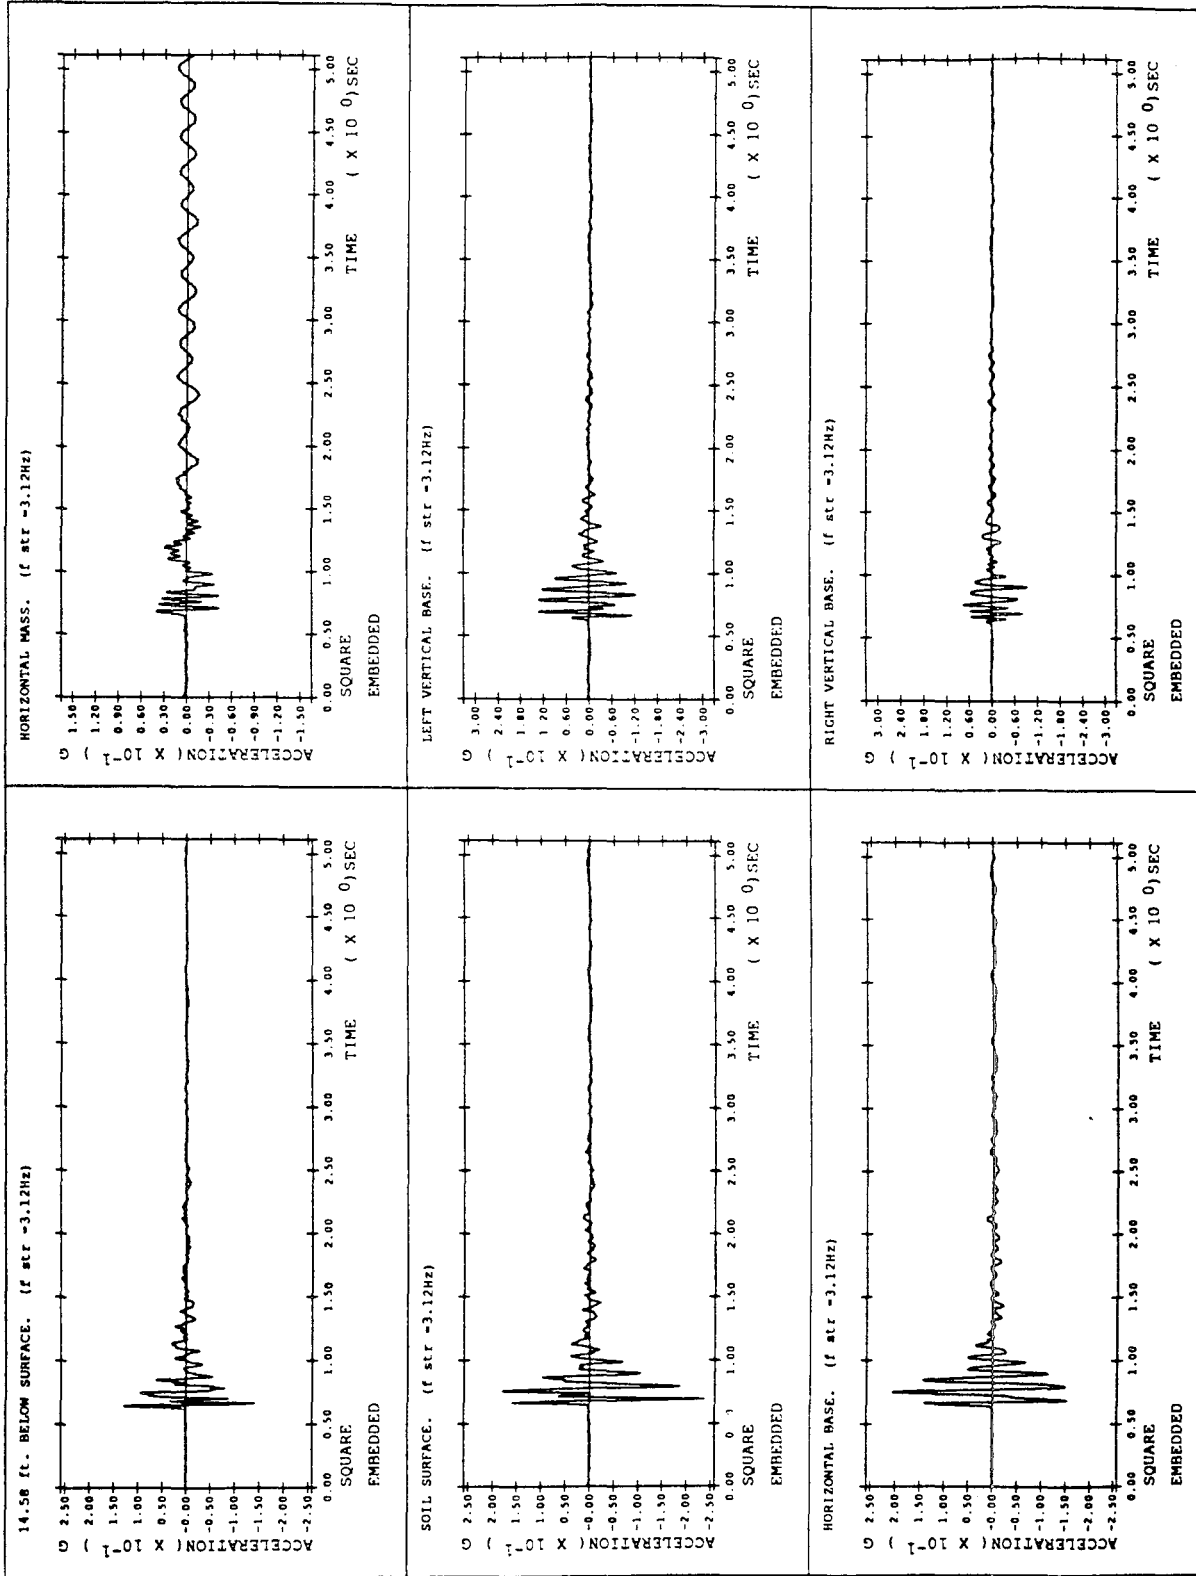 14.58 ft. BELOW SURFACE. (f str =3.12Hz)
ACCELERATION( X 10⁻¹ ) G
2.50
2.00
1.50
1.00
0.50
-0.00
-0.50
-1.00
-1.50
-2.00
-2.50
0.00 0.50 1.00 1.50 2.00 2.50 3.00 3.50 4.00 4.50 5.00
SQUARE TIME ( X 10 0)SEC
EMBEDDED
HORIZONTAL MASS. (f str =3.12Hz)
ACCELERATION( X 10⁻¹ ) G
1.50
1.20
0.90
0.60
0.30
-0.00
-0.30
-0.60
-0.90
-1.20
-1.50
0.00 0.50 1.00 1.50 2.00 2.50 3.00 3.50 4.00 4.50 5.00
SQUARE TIME ( X 10 0)SEC
EMBEDDED
SOIL SURFACE. (f str =3.12Hz)
ACCELERATION( X 10⁻¹ ) G
2.50
2.00
1.50
1.00
0.50
-0.00
-0.50
-1.00
-1.50
-2.00
-2.50
0.00 1.00 1.50 2.00 2.50 3.00 3.50 4.00 4.50 5.00
SQUARE TIME ( X 10 0)SEC
EMBEDDED
LEFT VERTICAL BASE. (f str =3.12Hz)
ACCELERATION( X 10⁻¹ ) G
3.00
2.40
1.80
1.20
0.60
0.00
-0.60
-1.20
-1.80
-2.40
-3.00
0.00 0.50 1.00 1.50 2.00 2.50 3.00 3.50 4.00 4.50 5.00
SQUARE TIME ( X 10 0)SEC
EMBEDDED
HORIZONTAL BASE. (f str =3.12Hz)
ACCELERATION( X 10⁻¹ ) G
2.50
2.00
1.50
1.00
0.50
-0.00
-0.50
-1.00
-1.50
-2.00
-2.50
0.00 0.50 1.00 1.50 2.00 2.50 3.00 3.50 4.00 4.50 5.00
SQUARE TIME ( X 10 0)SEC
EMBEDDED
RIGHT VERTICAL BASE. (f str =3.12Hz)
ACCELERATION( X 10⁻¹ ) G
3.00
2.40
1.80
1.20
0.60
0.00
-0.60
-1.20
-1.80
-2.40
-3.00
0.00 0.50 1.00 1.50 2.00 2.50 3.00 3.50 4.00 4.50 5.00
SQUARE TIME ( X 10 0)SEC
EMBEDDED